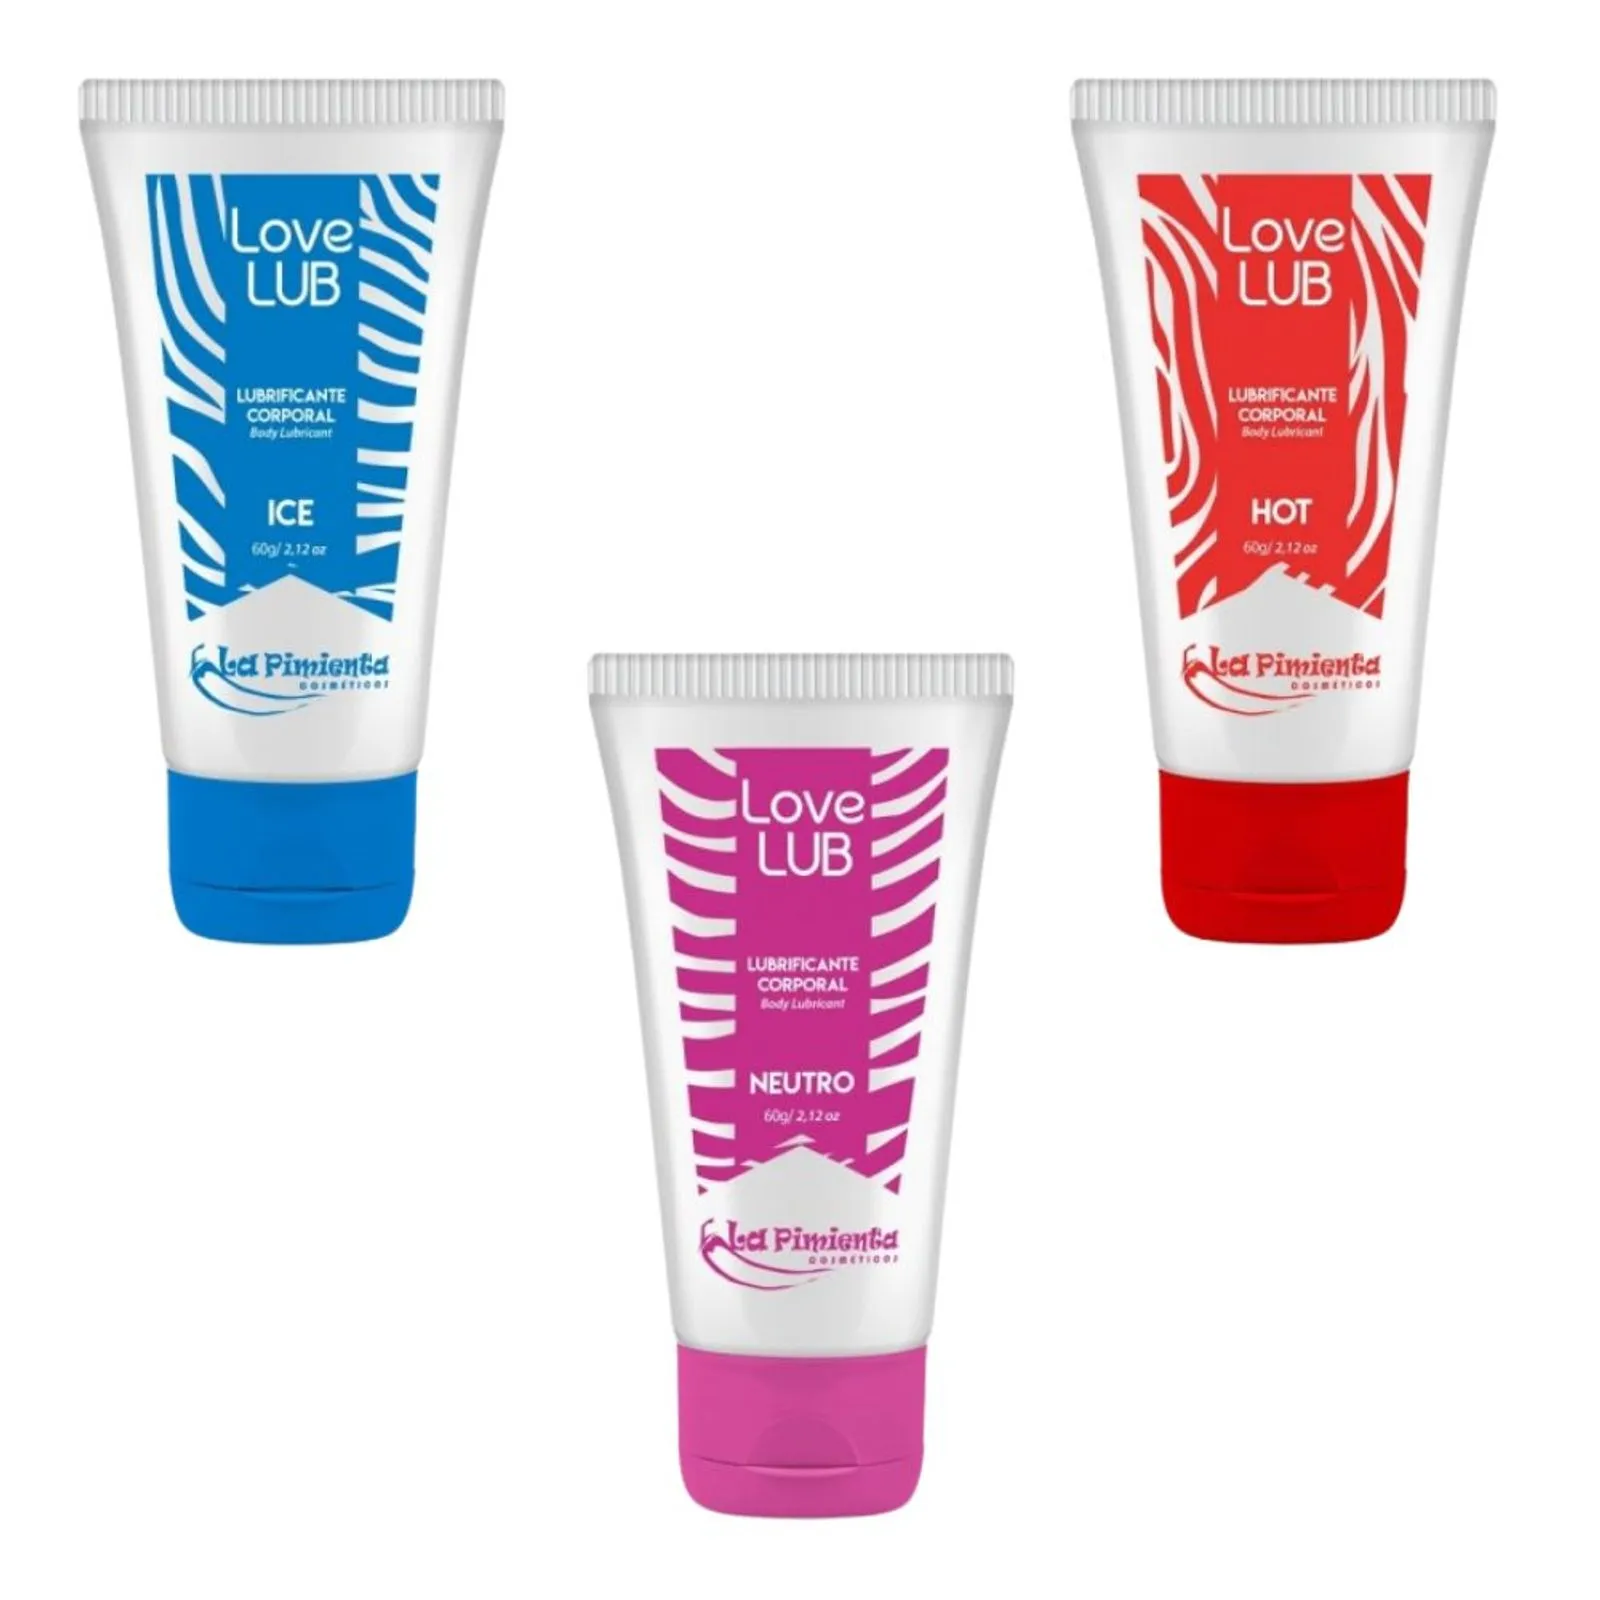 Love
LUB
LUBRIFICANTE
CORPORAL
Body Lubricant
ICE
60g/ 2,12 oz
La Pimienta
COSMÉTICOS
Love
LUB
LUBRIFICANTE
CORPORAL
Body Lubricant
HOT
60g/ 2,12 oz
La Pimienta
COSMÉTICOS
Love
LUB
LUBRIFICANTE
CORPORAL
Body Lubricant
NEUTRO
60g/ 2,12 oz
La Pimienta
COSMÉTICOS